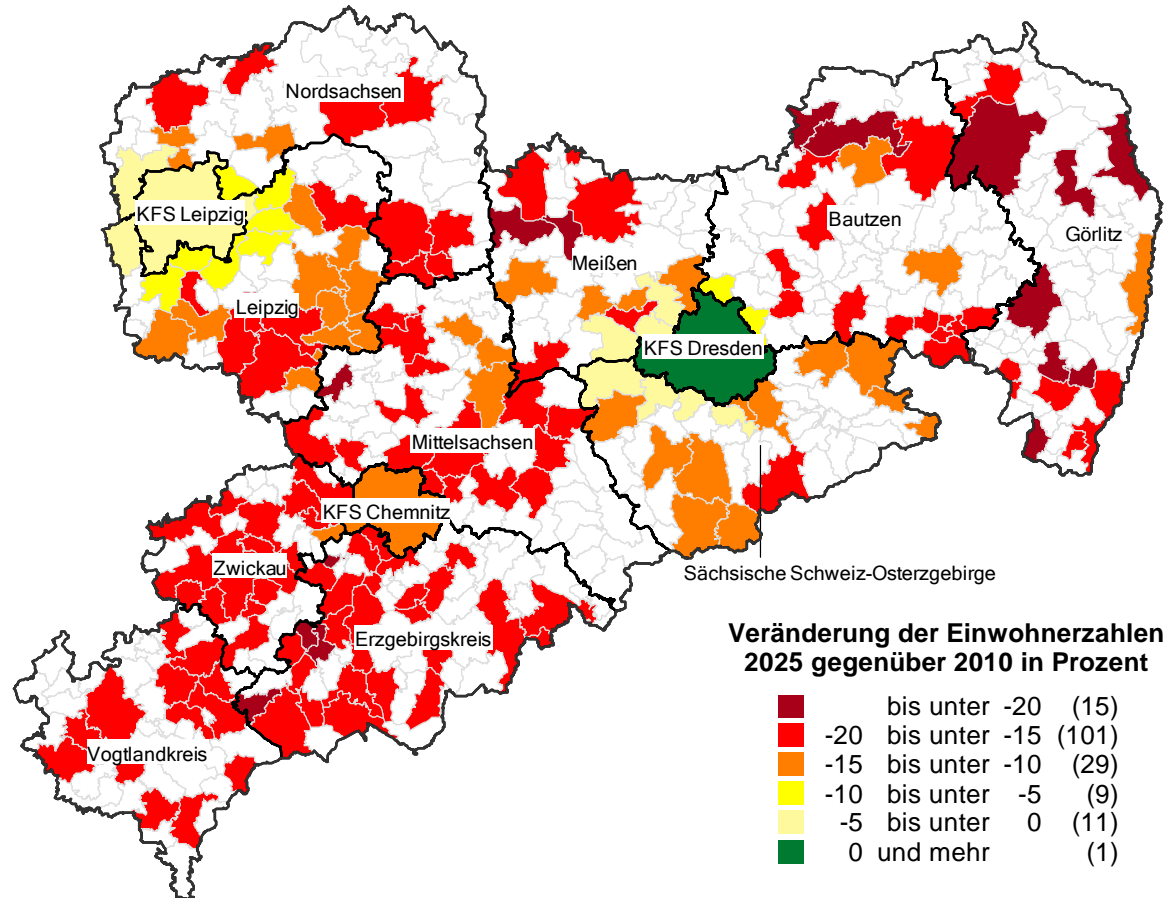 Nordsachsen
KFS Leipzig
Bautzen
Görlitz
Meißen
Leipzig
KFS Dresden
Mittelsachsen
KFS Chemnitz
Zwickau
Sächsische Schweiz-Osterzgebirge
Erzgebirgskreis
Vogtlandkreis
Veränderung der Einwohnerzahlen
2025 gegenüber 2010 in Prozent
bis unter -20 (15)
-20 bis unter -15 (101)
-15 bis unter -10 (29)
-10 bis unter -5 (9)
-5 bis unter 0 (11)
0 und mehr (1)